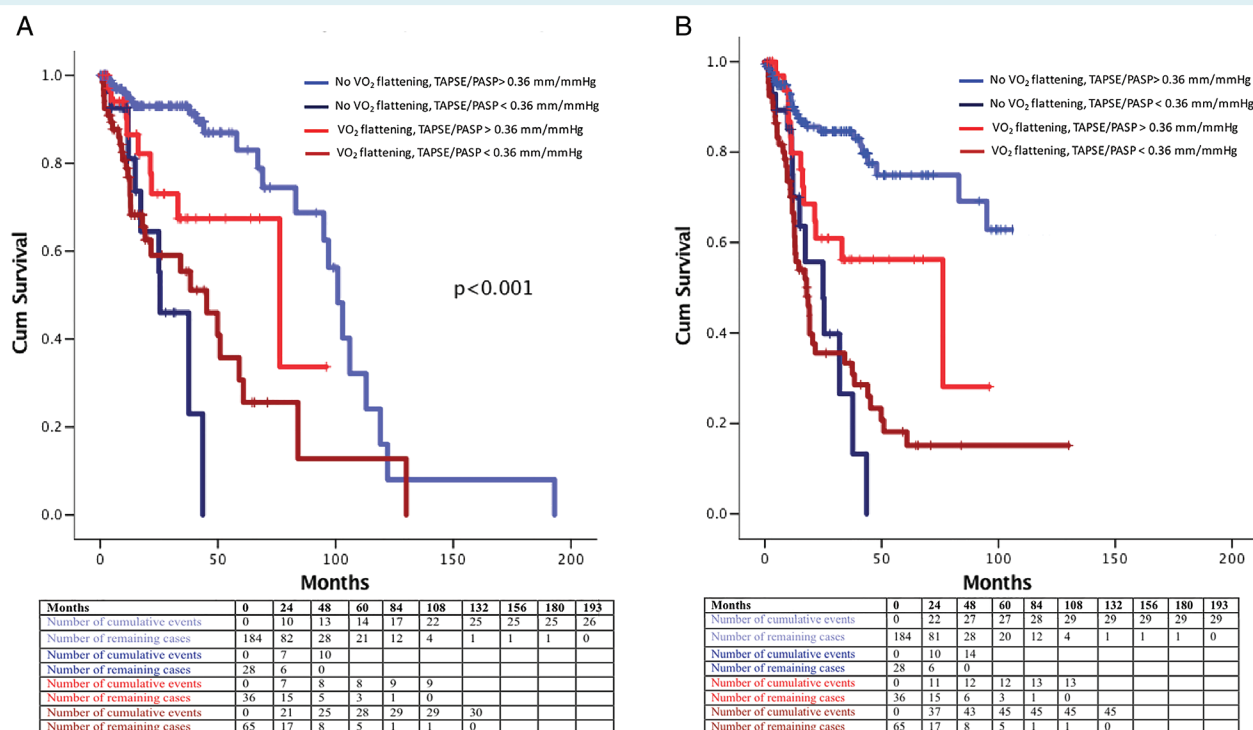 A
1.0
0.8
0.6
0.4
0.2
0.0
Cum Survival
No VO₂ flattening, TAPSE/PASP> 0.36 mm/mmHg
No VO₂ flattening, TAPSE/PASP < 0.36 mm/mmHg
VO₂ flattening, TAPSE/PASP > 0.36 mm/mmHg
VO₂ flattening, TAPSE/PASP < 0.36 mm/mmHg
p<0.001
0 50 100 150 200
Months
Months 0 24 48 60 84 108 132 156 180 193
Number of cumulative events 0 10 13 14 17 22 25 25 25 26
Number of remaining cases 184 82 28 21 12 4 1 1 1 0
Number of cumulative events 0 7 10
Number of remaining cases 28 6 0
Number of cumulative events 0 7 8 8 9 9
Number of remaining cases 36 15 5 3 1 0
Number of cumulative events 0 21 25 28 29 29 30
Number of remaining cases 65 17 8 5 1 1 0
B
1.0
0.8
0.6
0.4
0.2
0.0
Cum Survival
No VO₂ flattening, TAPSE/PASP> 0.36 mm/mmHg
No VO₂ flattening, TAPSE/PASP < 0.36 mm/mmHg
VO₂ flattening, TAPSE/PASP > 0.36 mm/mmHg
VO₂ flattening, TAPSE/PASP < 0.36 mm/mmHg
0 50 100 150 200
Months
Months 0 24 48 60 84 108 132 156 180 193
Number of cumulative events 0 22 27 27 28 29 29 29 29 29
Number of remaining cases 184 81 28 20 12 4 1 1 1 0
Number of cumulative events 0 10 14
Number of remaining cases 28 6 0
Number of cumulative events 0 11 12 12 13 13
Number of remaining cases 36 15 6 3 1 0
Number of cumulative events 0 37 43 45 45 45 45
Number of remaining cases 65 17 8 5 1 1 0